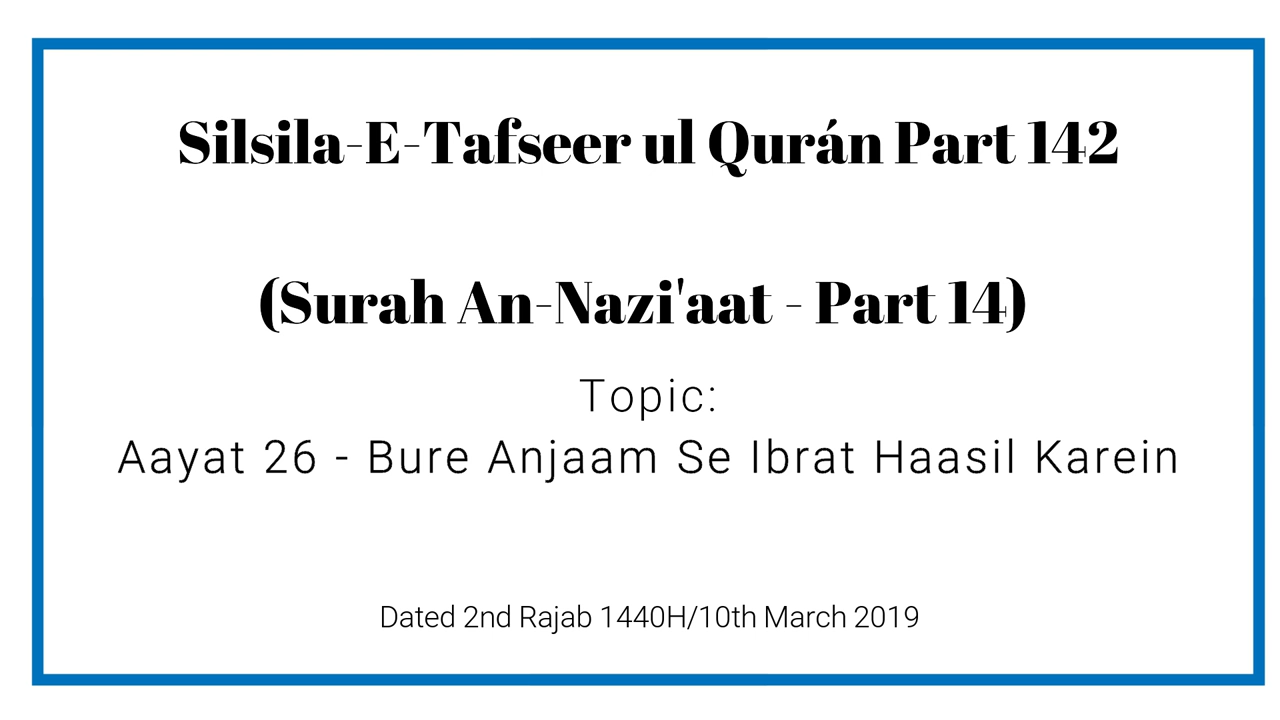 Silsila-E-Tafseer ul Qurán Part 142
(Surah An-Nazi'aat - Part 14)
Topic:
Aayat 26 - Bure Anjaam Se Ibrat Haasil Karein
Dated 2nd Rajab 1440H/10th March 2019